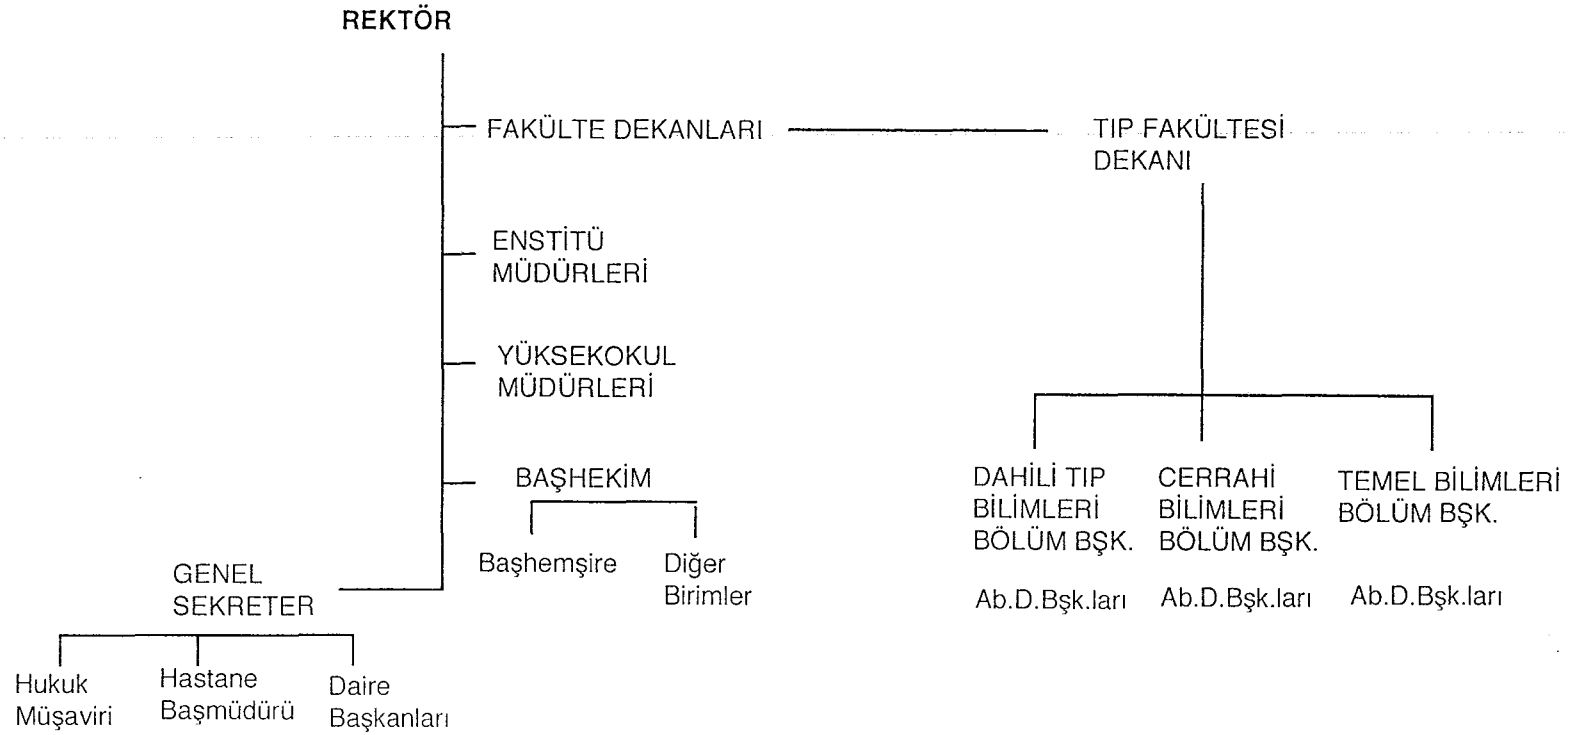 REKTÖR
FAKÜLTE DEKANLARI
TIP FAKÜLTESİ
DEKANI
ENSTİTÜ
MÜDÜRLERİ
YÜKSEKOKUL
MÜDÜRLERİ
BAŞHEKİM
Başhemşire
Diğer
Birimler
DAHİLİ TIP
BİLİMLERİ
BÖLÜM BŞK.
Ab.D.Bşk.ları
CERRAHİ
BİLİMLERİ
BÖLÜM BŞK.
Ab.D.Bşk.ları
TEMEL BİLİMLERİ
BÖLÜM BŞK.
Ab.D.Bşk.ları
GENEL
SEKRETER
Hukuk
Müşaviri
Hastane
Başmüdürü
Daire
Başkanları